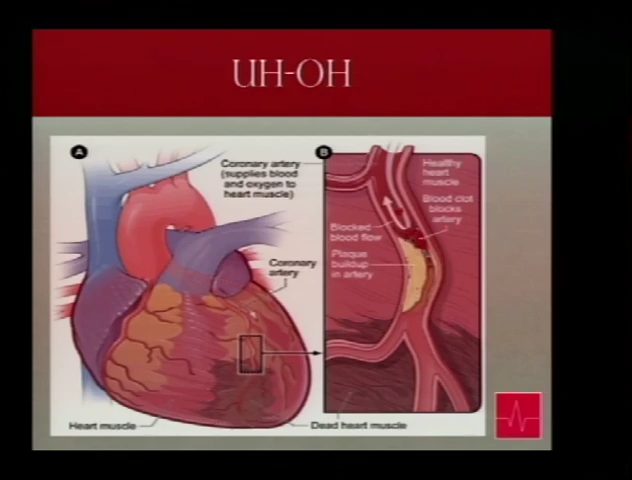 UH-OH
A
Coronary artery
(supplies blood
and oxygen to
heart muscle)
Coronary
artery
Heart muscle
Dead heart muscle
B
Healthy
heart
muscle
Blood clot
blocks
artery
Blocked
blood flow
Plaque
buildup
in artery